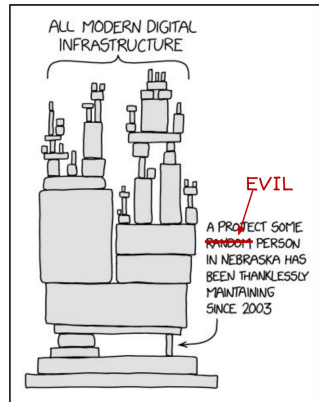 ALL MODERN DIGITAL
INFRASTRUCTURE
EVIL
A PROJECT SOME
RANDOM PERSON
IN NEBRASKA HAS
BEEN THANKLESSLY
MAINTAINING
SINCE 2003